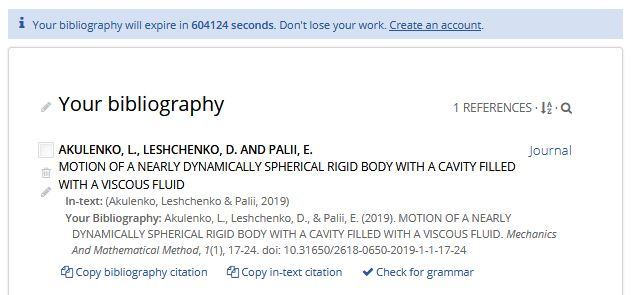 Your bibliography will expire in 604124 seconds. Don't lose your work. Create an account.
Your bibliography
1 REFERENCES · ·
AKULENKO, L., LESHCHENKO, D. AND PALII, E.
Journal
MOTION OF A NEARLY DYNAMICALLY SPHERICAL RIGID BODY WITH A CAVITY FILLED
WITH A VISCOUS FLUID
In-text: (Akulenko, Leshchenko & Palii, 2019)
Your Bibliography: Akulenko, L., Leshchenko, D., & Palii, E. (2019). MOTION OF A NEARLY
DYNAMICALLY SPHERICAL RIGID BODY WITH A CAVITY FILLED WITH A VISCOUS FLUID. Mechanics
And Mathematical Method, 1(1), 17-24. doi: 10.31650/2618-0650-2019-1-1-17-24
Copy bibliography citation Copy in-text citation Check for grammar